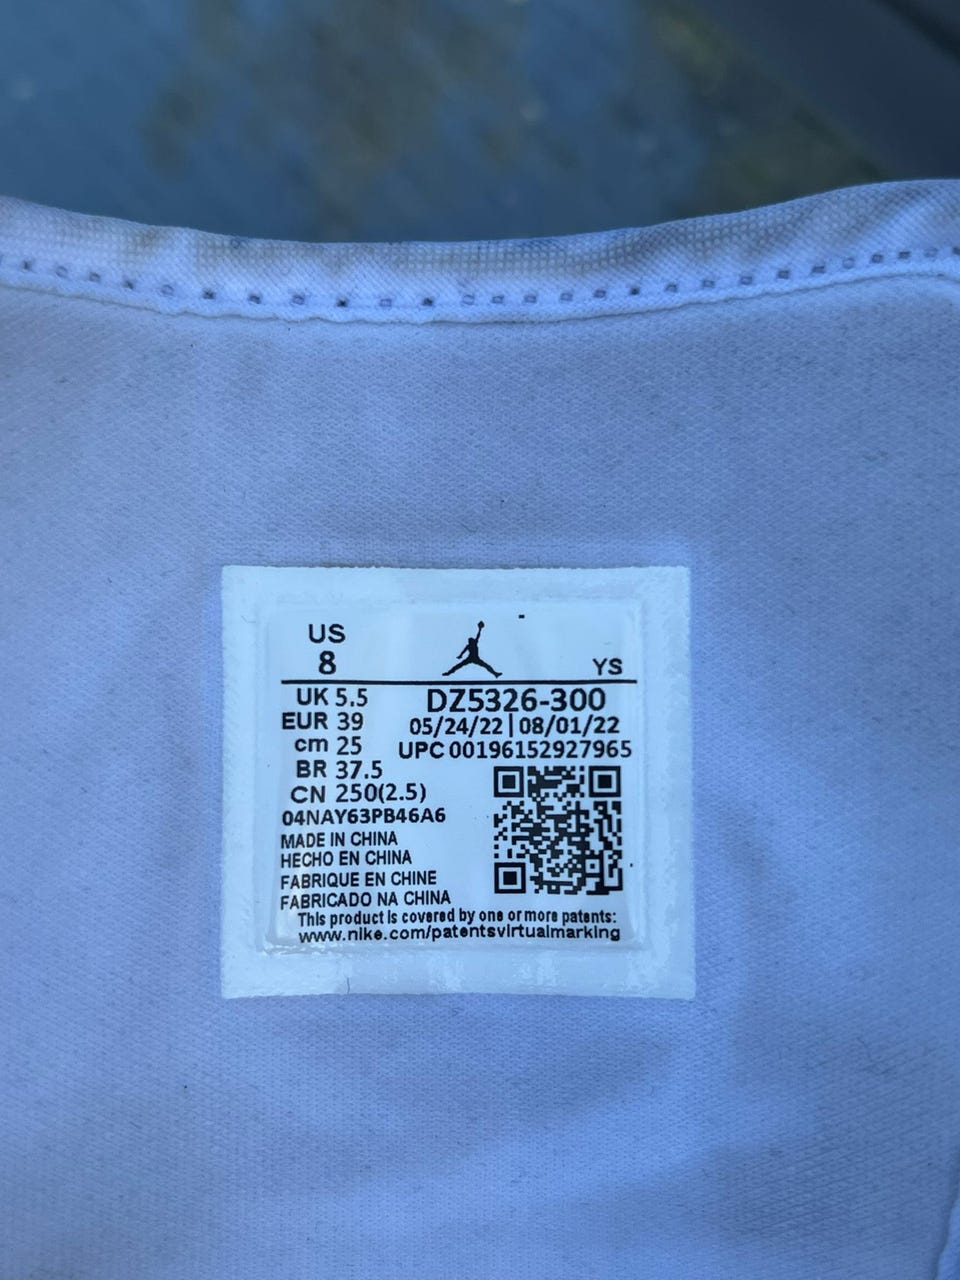 US
8
YS
UK 5.5
DZ5326-300
EUR 39
05/24/22 | 08/01/22
cm 25
UPC 00196152927965
BR 37.5
CN 250(2.5)
04NAY63PB46A6
MADE IN CHINA
HECHO EN CHINA
FABRIQUE EN CHINE
FABRICADO NA CHINA
This product is covered by one or more patents:
www.nike.com/patentsvirtualmarking